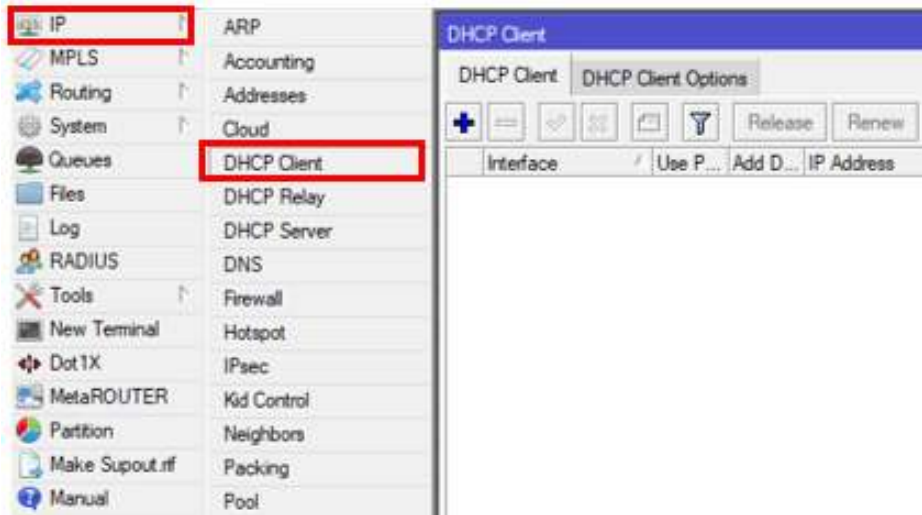 IP
MPLS
Routing
System
Queues
Files
Log
RADIUS
Tools
New Terminal
Dot1X
MetaROUTER
Partition
Make Supout.rif
Manual
ARP
Accounting
Addresses
Cloud
DHCP Client
DHCP Relay
DHCP Server
DNS
Firewall
Hotspot
IPsec
Kid Control
Neighbors
Packing
Pool
DHCP Client
DHCP Client DHCP Client Options
Release Renew
Interface Use P... Add D... IP Address